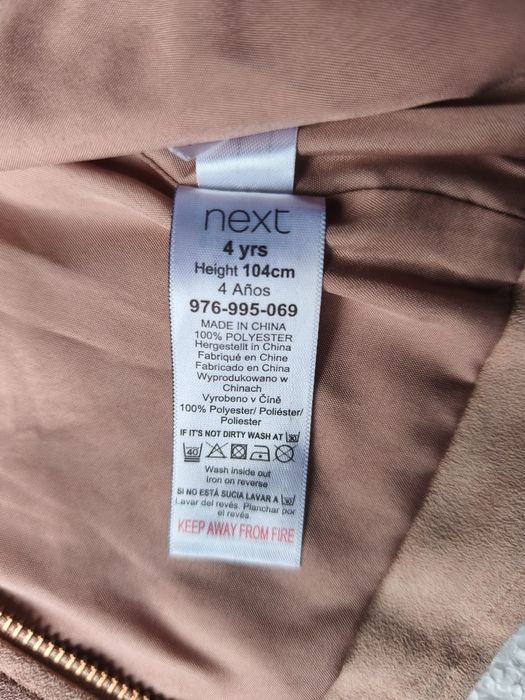 next
4 yrs
Height 104cm
4 Años
976-995-069
MADE IN CHINA
100% POLYESTER
Hergestellt in China
Fabriqué en Chine
Fabricado en China
Wyprodukowano w
Chinach
Vyrobeno v Číně
100% Polyester/ Poliéster/
Poliester
IF IT'S NOT DIRTY WASH AT 30
40
Wash inside out
Iron on reverse
SI NO ESTÁ SUCIA LAVAR A 30
Lavar del revés. Planchar por
el revés.
KEEP AWAY FROM FIRE